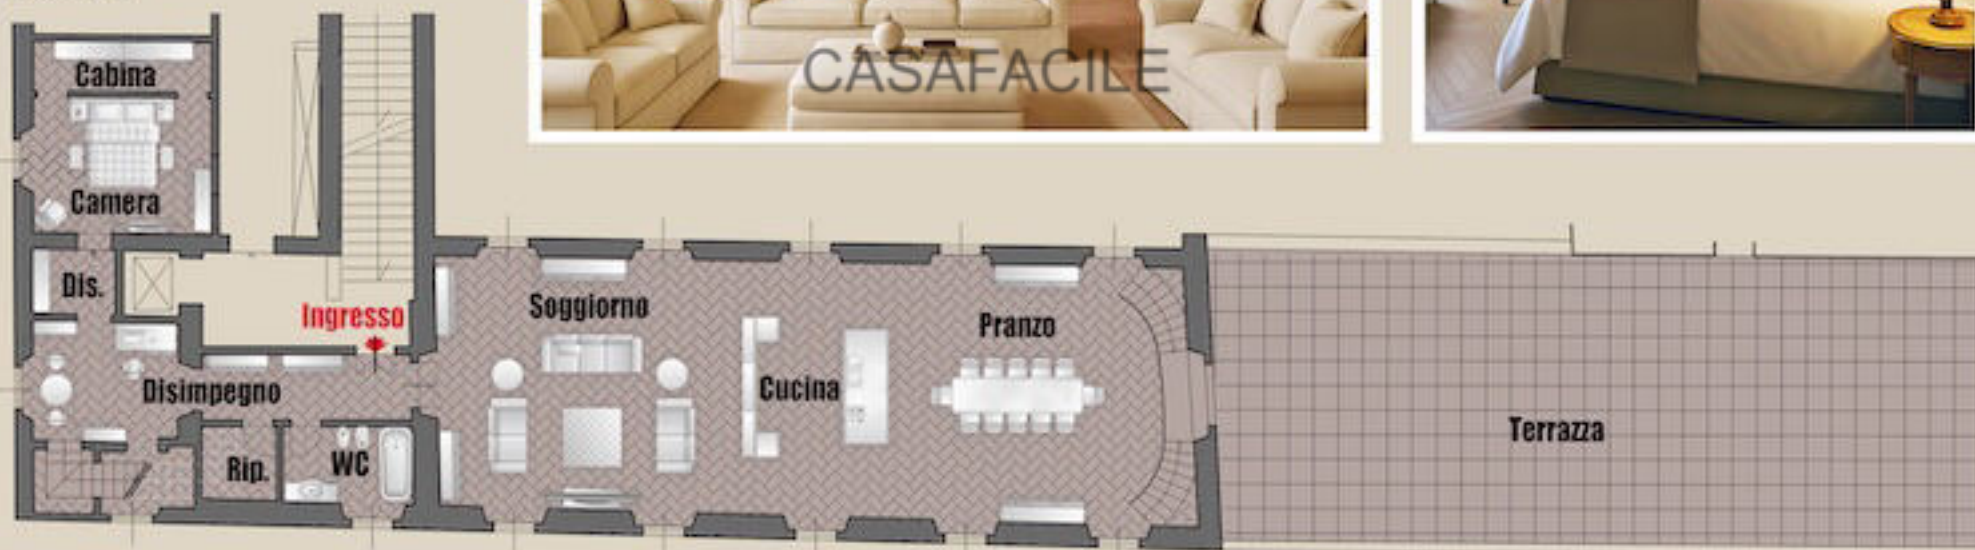 CASAFACILE
Cabina
Camera
Dis.
Ingresso
Soggiorno
Pranzo
Disimpegno
Cucina
Terrazza
Rip.
WC